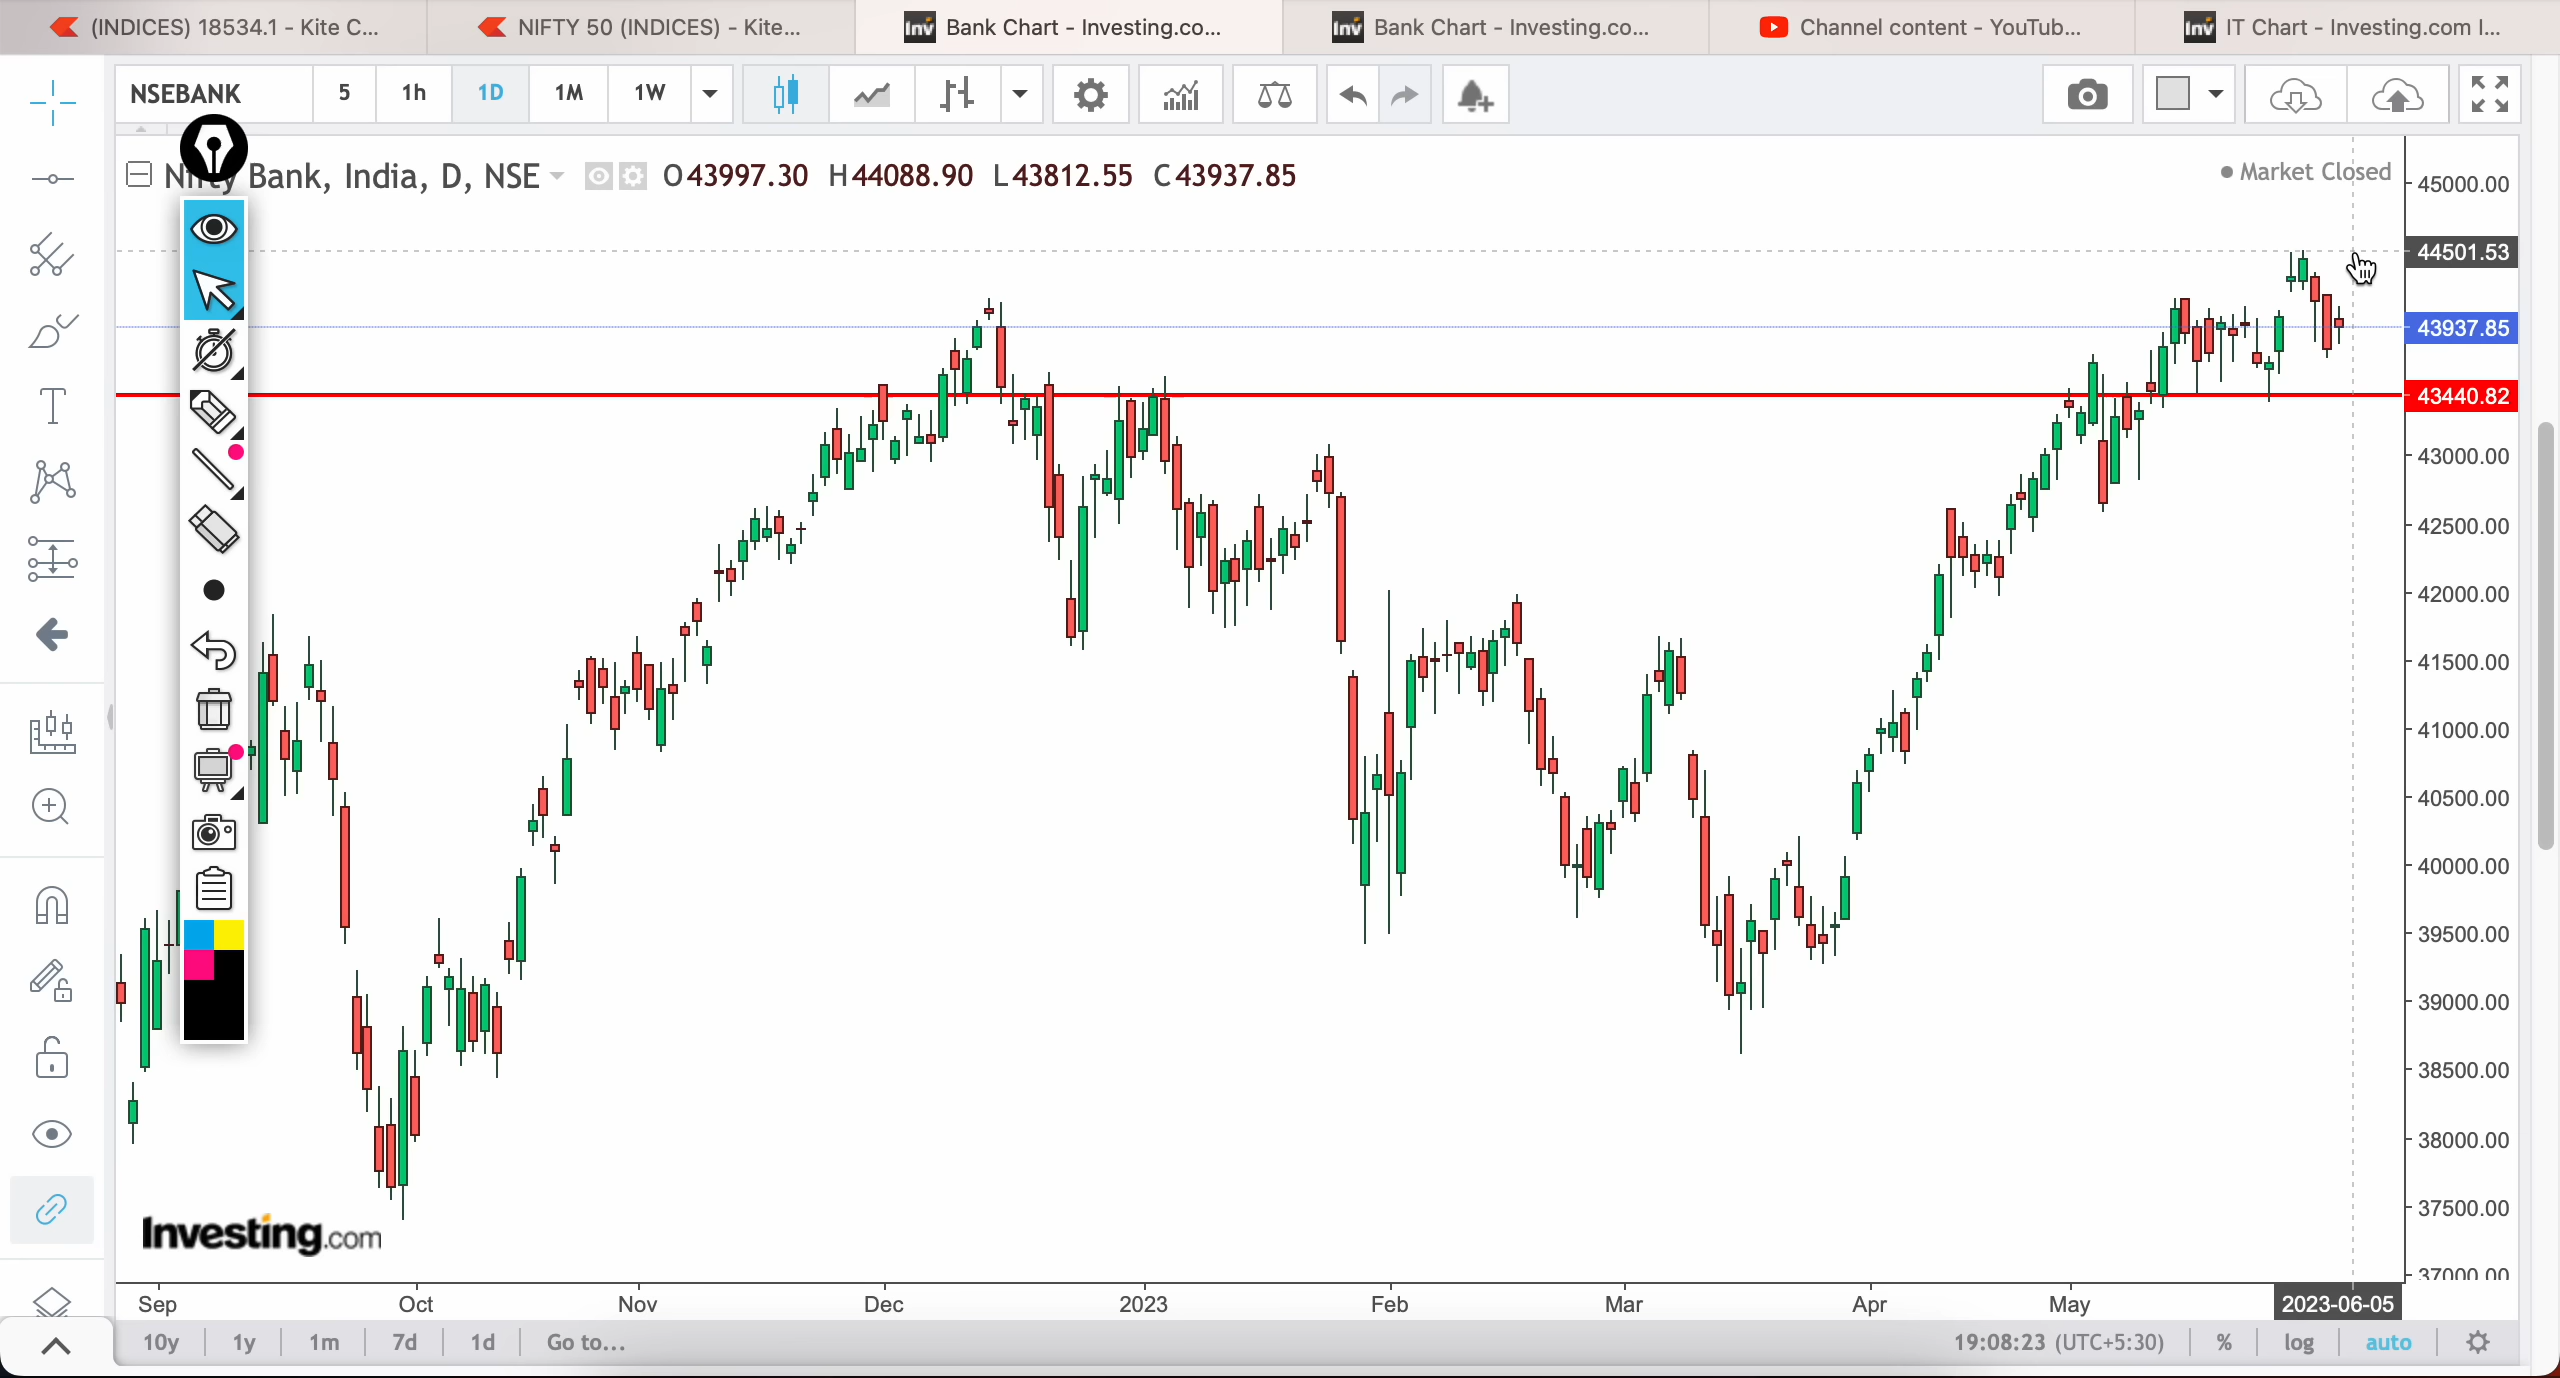 (INDICES) 18534.1 - Kite C...
NIFTY 50 (INDICES) - Kite...
Inv Bank Chart - Investing.co...
Inv Bank Chart - Investing.co...
Channel content - YouTub...
Inv IT Chart - Investing.com I...
NSEBANK 5 1h 1D 1M 1W
Nifty Bank, India, D, NSE O43997.30 H44088.90 L43812.55 C43937.85
Market Closed
45000.00
44501.53
43937.85
43440.82
43000.00
42500.00
42000.00
41500.00
41000.00
40500.00
40000.00
39500.00
39000.00
38500.00
38000.00
37500.00
37000.00
T
Investing.com
Sep Oct Nov Dec 2023 Feb Mar Apr May 2023-06-05
10y 1y 1m 7d 1d Go to... 19:08:23 (UTC+5:30) % log auto